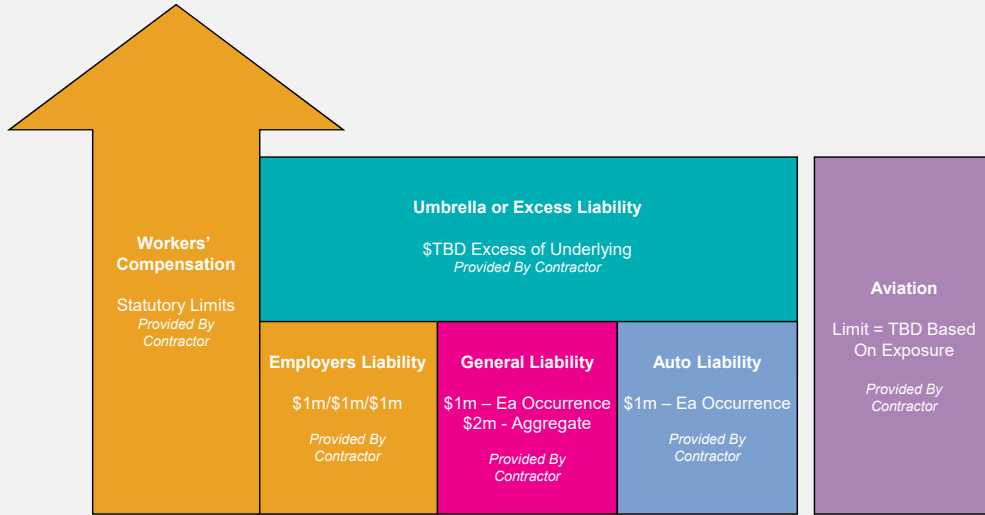 Workers’
Compensation
Statutory Limits
Provided By
Contractor
Umbrella or Excess Liability
$TBD Excess of Underlying
Provided By Contractor
Employers Liability
$1m/$1m/$1m
Provided By
Contractor
General Liability
$1m – Ea Occurrence
$2m - Aggregate
Provided By
Contractor
Auto Liability
$1m – Ea Occurrence
Provided By
Contractor
Aviation
Limit = TBD Based
On Exposure
Provided By
Contractor